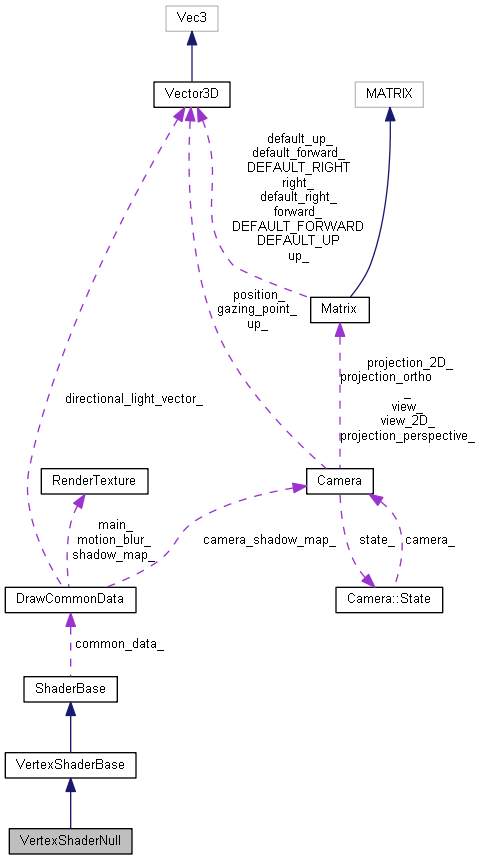 Vec3
Vector3D
MATRIX
default_up_
default_forward_
DEFAULT_RIGHT
right_
default_right_
forward_
DEFAULT_FORWARD
DEFAULT_UP
up_
position_
gazing_point_
up_
Matrix
projection_2D_
projection_ortho
_
view_
view_2D_
projection_perspective_
directional_light_vector_
RenderTexture
Camera
main_
motion_blur_
shadow_map_
camera_shadow_map_
state_
camera_
DrawCommonData
Camera::State
common_data_
ShaderBase
VertexShaderBase
VertexShaderNull